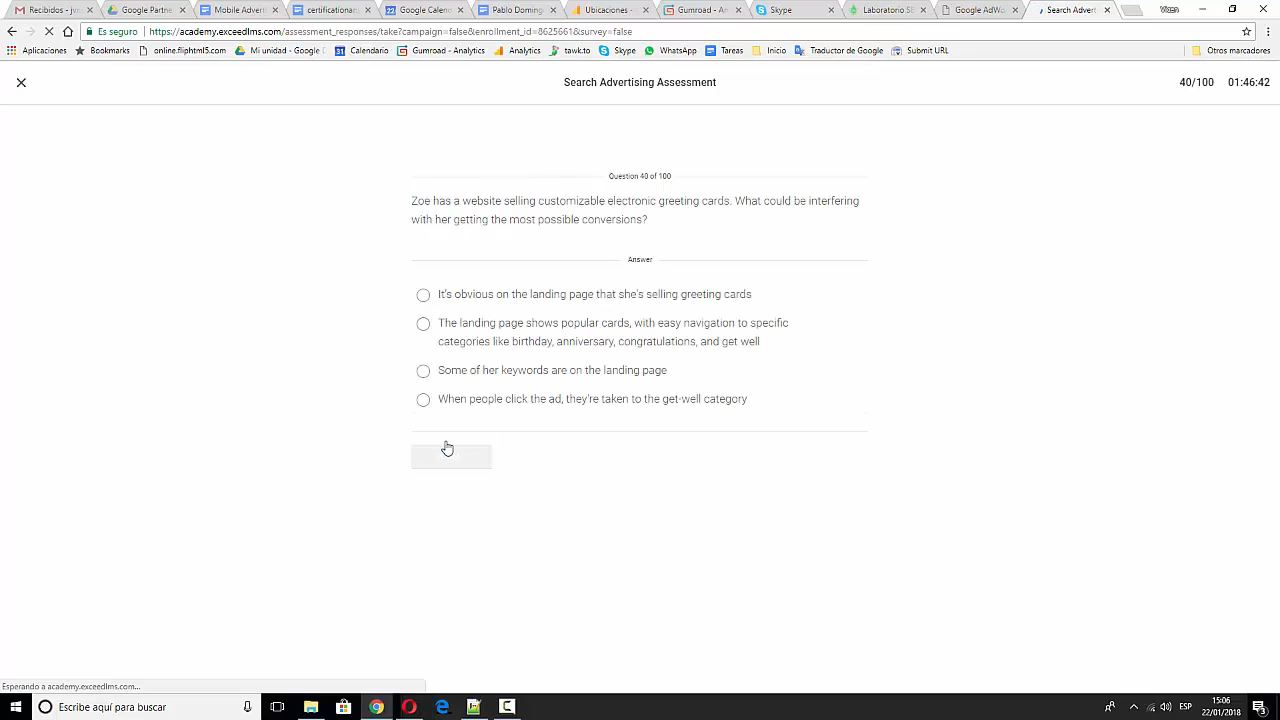 Recibidos - jv
Google Partne
Mobile Advert
certificationar
Google Calend
Pablo Doming
Ubicaciones -
Gumroad - An
Skype
Laboratorio SE
Google AdWo
Search Advert
Es seguro https://academy.exceedlms.com/assessment_responses/take?campaign=false&enrollment_id=8625661&survey=false
Aplicaciones Bookmarks online.fliphtml5.com Mi unidad - Google Calendario Gumroad - Analytics Analytics tawk.to Skype WhatsApp Tareas Inicio Traductor de Google Submit URL Otros marcadores
Search Advertising Assessment 40/100 01:46:42
Question 40 of 100
Zoe has a website selling customizable electronic greeting cards. What could be interfering
with her getting the most possible conversions?
Answer
It's obvious on the landing page that she's selling greeting cards
The landing page shows popular cards, with easy navigation to specific
categories like birthday, anniversary, congratulations, and get well
Some of her keywords are on the landing page
When people click the ad, they're taken to the get-well category
Esperando a academy.exceedlms.com...
Escribe aquí para buscar
ESP
15:06
22/01/2018